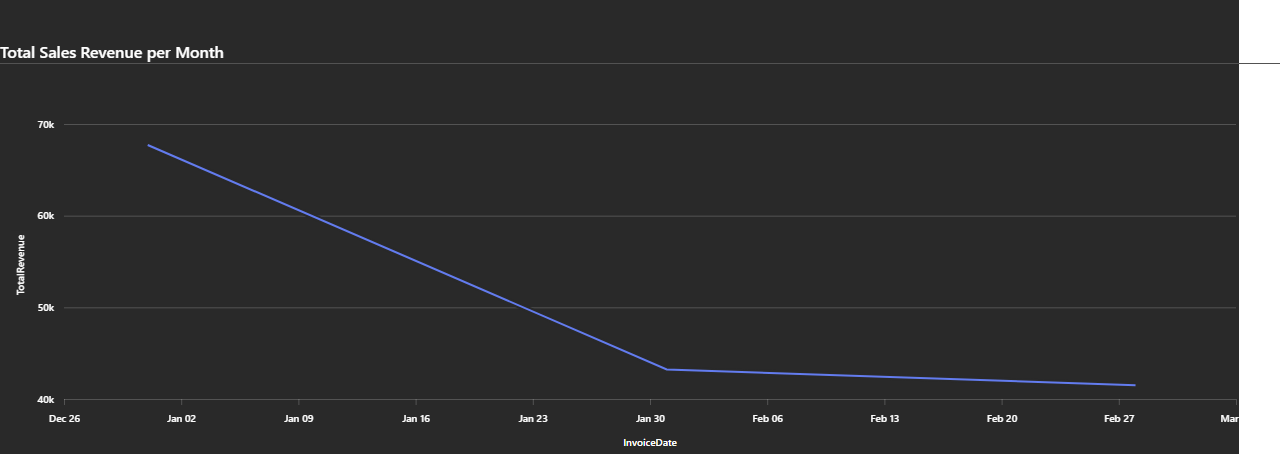 Total Sales Revenue per Month
70k
60k
50k
40k
TotalRevenue
Dec 26 Jan 02 Jan 09 Jan 16 Jan 23 Jan 30 Feb 06 Feb 13 Feb 20 Feb 27 Mar
InvoiceDate